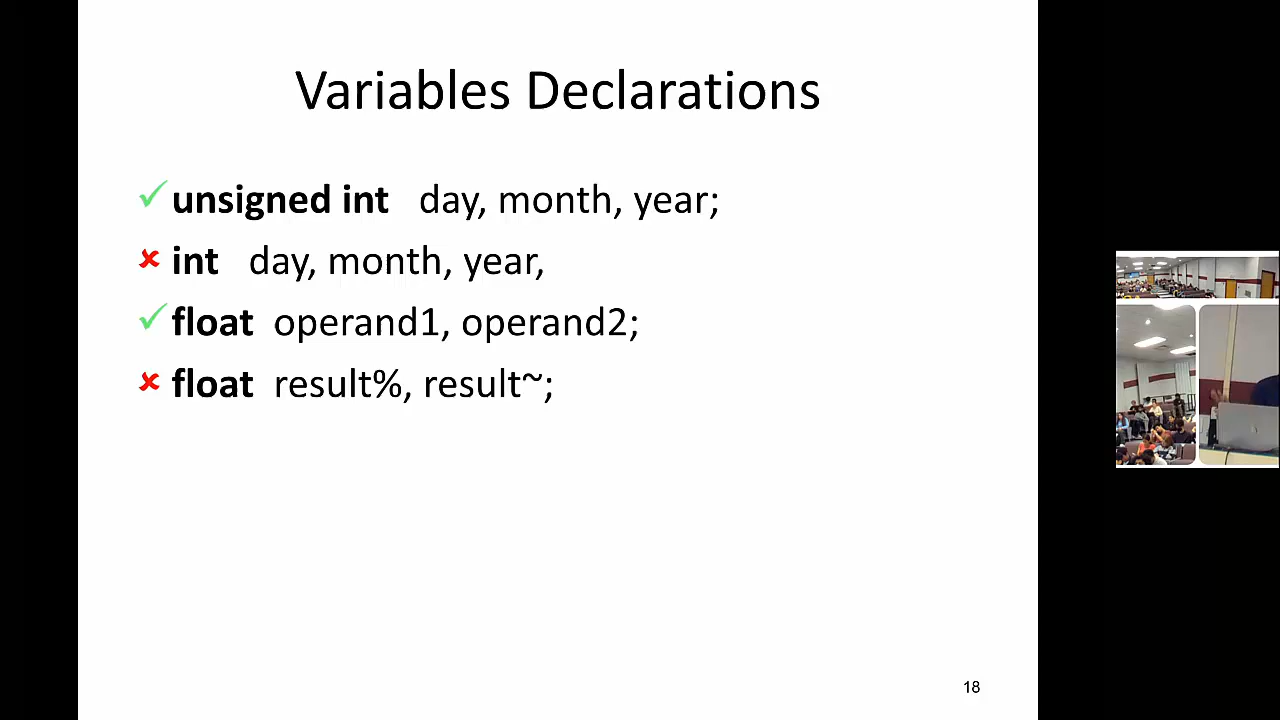 Variables Declarations
✓ unsigned int day, month, year;
✗ int day, month, year,
✓ float operand1, operand2;
✗ float result%, result~;
18